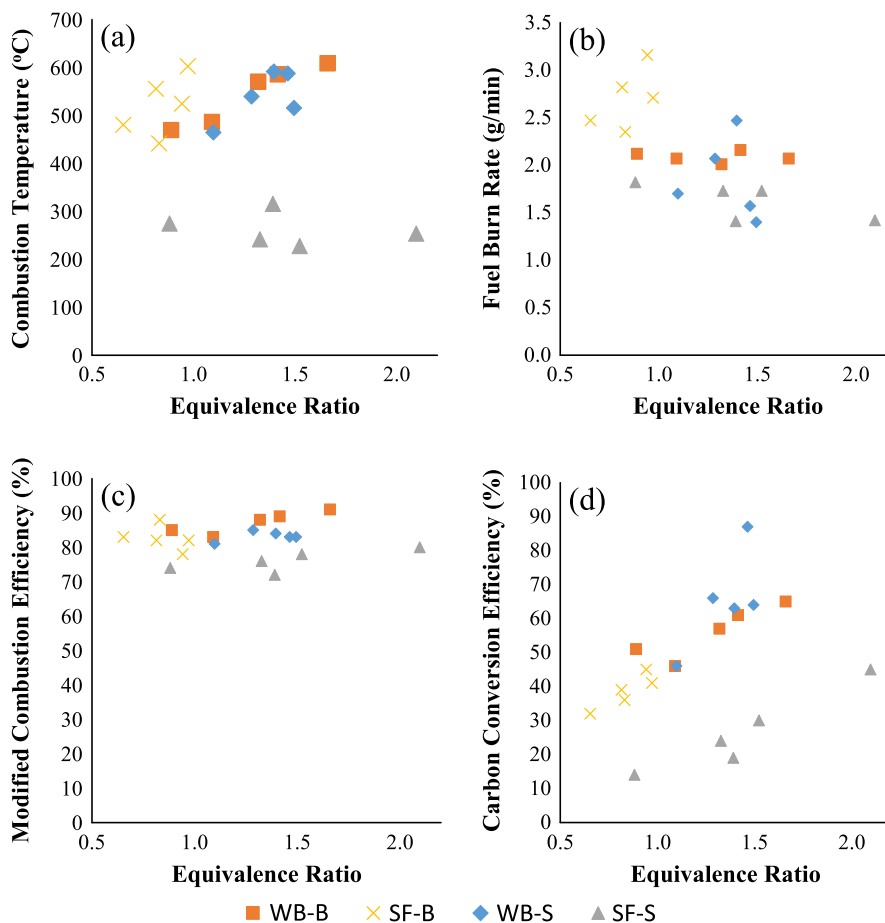 (a)
Combustion Temperature (ºC)
700
600
500
400
300
200
100
0
0.5 1.0 1.5 2.0
Equivalence Ratio
(b)
Fuel Burn Rate (g/min)
3.5
3.0
2.5
2.0
1.5
1.0
0.5
0.0
0.5 1.0 1.5 2.0
Equivalence Ratio
(c)
Modified Combustion Efficiency (%)
100
90
80
70
60
50
40
30
20
10
0
0.5 1.0 1.5 2.0
Equivalence Ratio
(d)
Carbon Conversion Efficiency (%)
100
90
80
70
60
50
40
30
20
10
0
0.5 1.0 1.5 2.0
Equivalence Ratio
WB-B SF-B WB-S SF-S